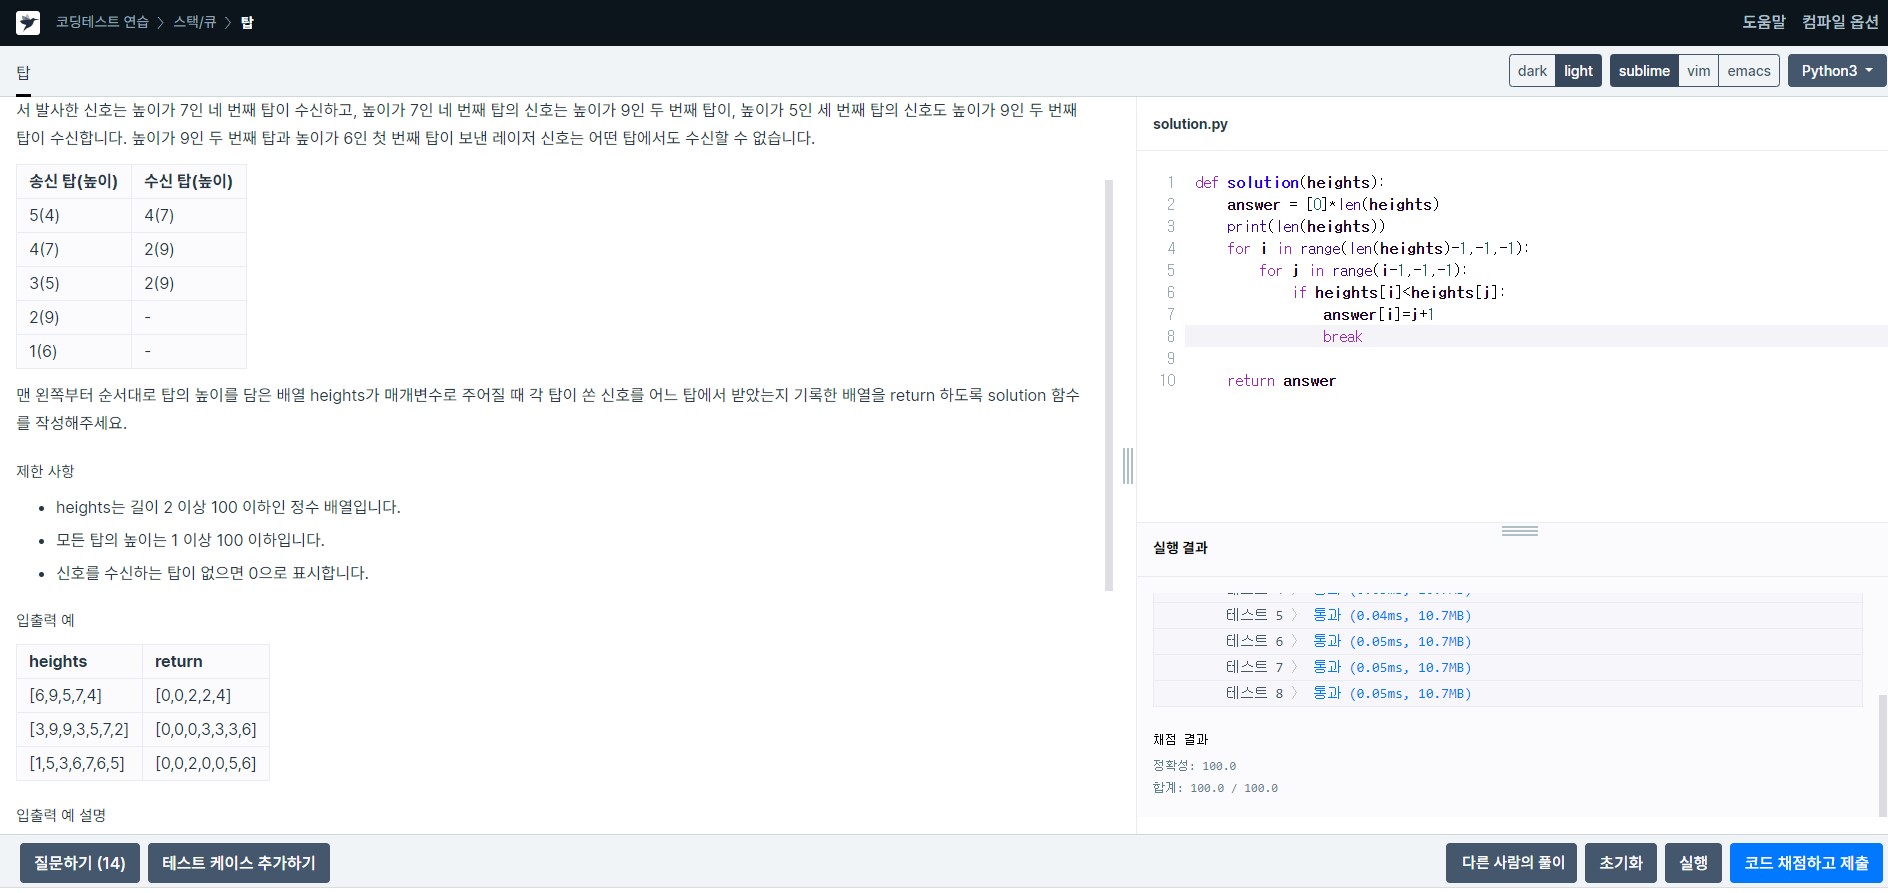 코딩테스트 연습 > 스택/큐 > 탑
도움말 컴파일 옵션
탑
dark light sublime vim emacs Python3
서 발사한 신호는 높이가 7인 네 번째 탑이 수신하고, 높이가 7인 네 번째 탑의 신호는 높이가 9인 두 번째 탑이, 높이가 5인 세 번째 탑의 신호도 높이가 9인 두 번째
탑이 수신합니다. 높이가 9인 두 번째 탑과 높이가 6인 첫 번째 탑이 보낸 레이저 신호는 어떤 탑에서도 수신할 수 없습니다.
송신 탑(높이) 수신 탑(높이)
5(4) 4(7)
4(7) 2(9)
3(5) 2(9)
2(9) -
1(6) -
맨 왼쪽부터 순서대로 탑의 높이를 담은 배열 heights가 매개변수로 주어질 때 각 탑이 쏜 신호를 어느 탑에서 받았는지 기록한 배열을 return 하도록 solution 함수
를 작성해주세요.
제한 사항
• heights는 길이 2 이상 100 이하인 정수 배열입니다.
• 모든 탑의 높이는 1 이상 100 이하입니다.
• 신호를 수신하는 탑이 없으면 0으로 표시합니다.
입출력 예
heights return
[6,9,5,7,4] [0,0,2,2,4]
[3,9,9,3,5,7,2] [0,0,0,3,3,3,6]
[1,5,3,6,7,6,5] [0,0,2,0,0,5,6]
입출력 예 설명
solution.py
1 def solution(heights):
2 answer = [0]*len(heights)
3 print(len(heights))
4 for i in range(len(heights)-1,-1,-1):
5 for j in range(i-1,-1,-1):
6 if heights[i]<heights[j]:
7 answer[i]=j+1
8 break
9
10 return answer
실행 결과
테스트 5 > 통과 (0.04ms, 10.7MB)
테스트 6 > 통과 (0.05ms, 10.7MB)
테스트 7 > 통과 (0.05ms, 10.7MB)
테스트 8 > 통과 (0.05ms, 10.7MB)
채점 결과
정확성: 100.0
합계: 100.0 / 100.0
질문하기 (14) 테스트 케이스 추가하기 다른 사람의 풀이 초기화 실행 코드 채점하고 제출